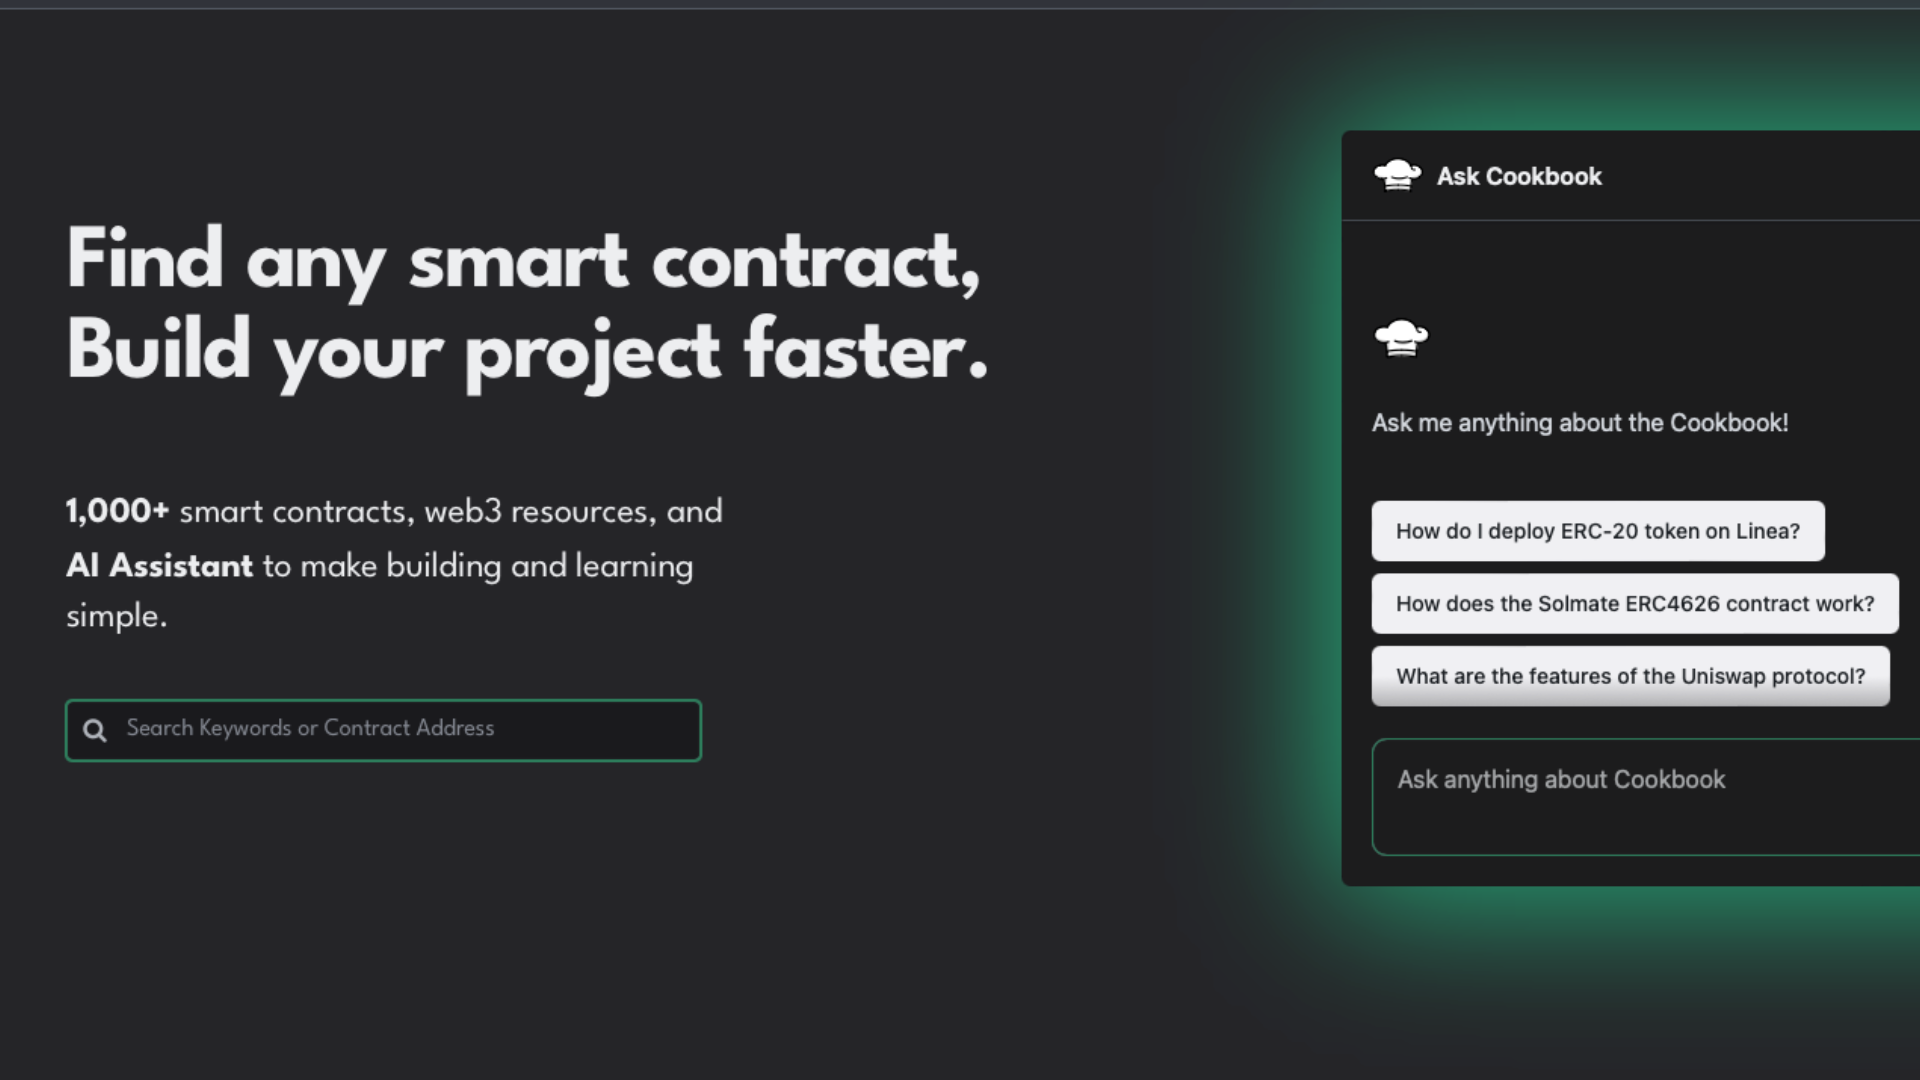 Find any smart contract,
Build your project faster.
1,000+ smart contracts, web3 resources, and
AI Assistant to make building and learning
simple.
Search Keywords or Contract Address
Ask Cookbook
Ask me anything about the Cookbook!
How do I deploy ERC-20 token on Linea?
How does the Solmate ERC4626 contract work?
What are the features of the Uniswap protocol?
Ask anything about Cookbook